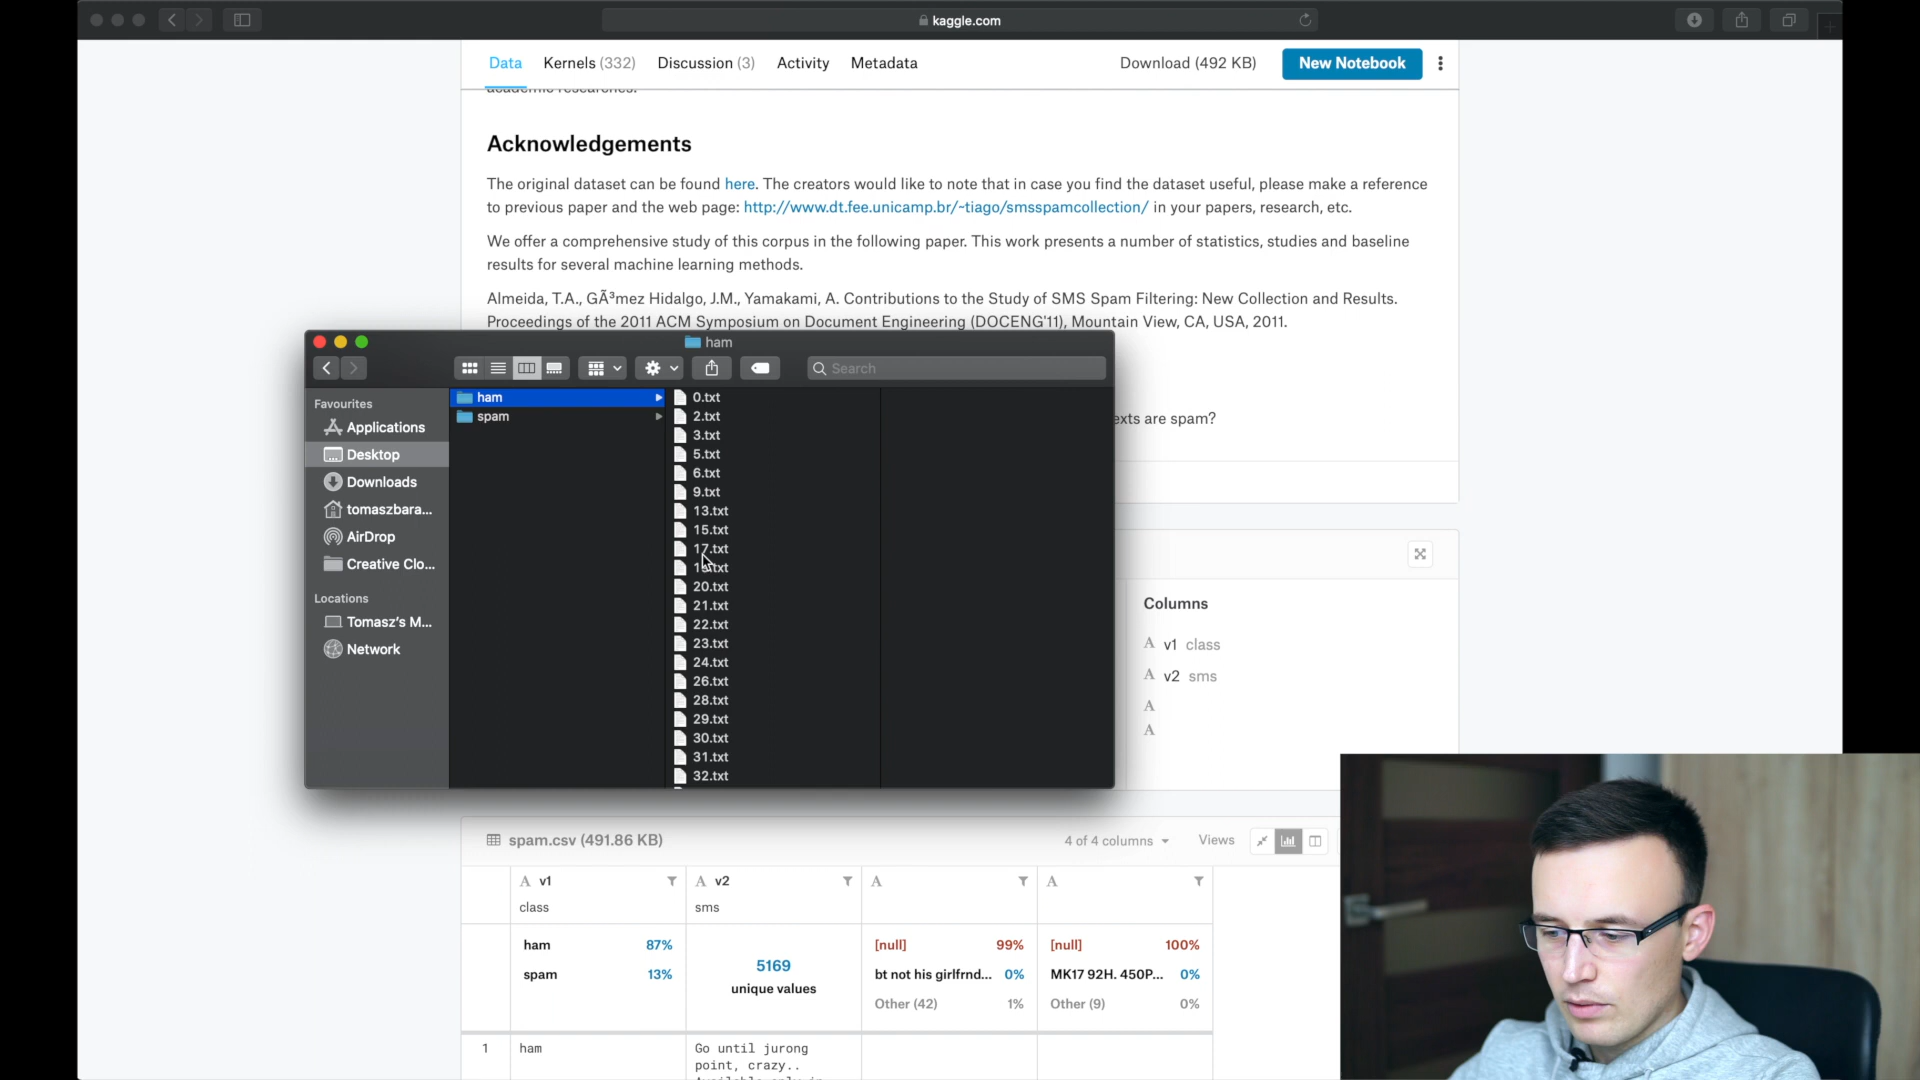 kaggle.com
Data Kernels (332) Discussion (3) Activity Metadata Download (492 KB) New Notebook
academic researches.
Acknowledgements
The original dataset can be found here. The creators would like to note that in case you find the dataset useful, please make a reference
to previous paper and the web page: http://www.dt.fee.unicamp.br/~tiago/smsspamcollection/ in your papers, research, etc.
We offer a comprehensive study of this corpus in the following paper. This work presents a number of statistics, studies and baseline
results for several machine learning methods.
Almeida, T.A., GÃ³mez Hidalgo, J.M., Yamakami, A. Contributions to the Study of SMS Spam Filtering: New Collection and Results.
Proceedings of the 2011 ACM Symposium on Document Engineering (DOCENG'11), Mountain View, CA, USA, 2011.
exts are spam?
ham
Search
Favourites
Applications
Desktop
Downloads
tomaszbara...
AirDrop
Creative Clo...
Locations
Tomasz's M...
Network
ham
spam
0.txt
2.txt
3.txt
5.txt
6.txt
9.txt
13.txt
15.txt
17.txt
20.txt
21.txt
22.txt
23.txt
24.txt
26.txt
28.txt
29.txt
30.txt
31.txt
32.txt
Columns
A v1 class
A v2 sms
A
A
spam.csv (491.86 KB) 4 of 4 columns Views
A v1 A v2 A A
class sms
ham 87% [null] 99% [null] 100%
5169
spam 13% bt not his girlfrnd... 0% MK17 92H. 450P... 0%
unique values
Other (42) 1% Other (9) 0%
1 ham Go until jurong
point, crazy..